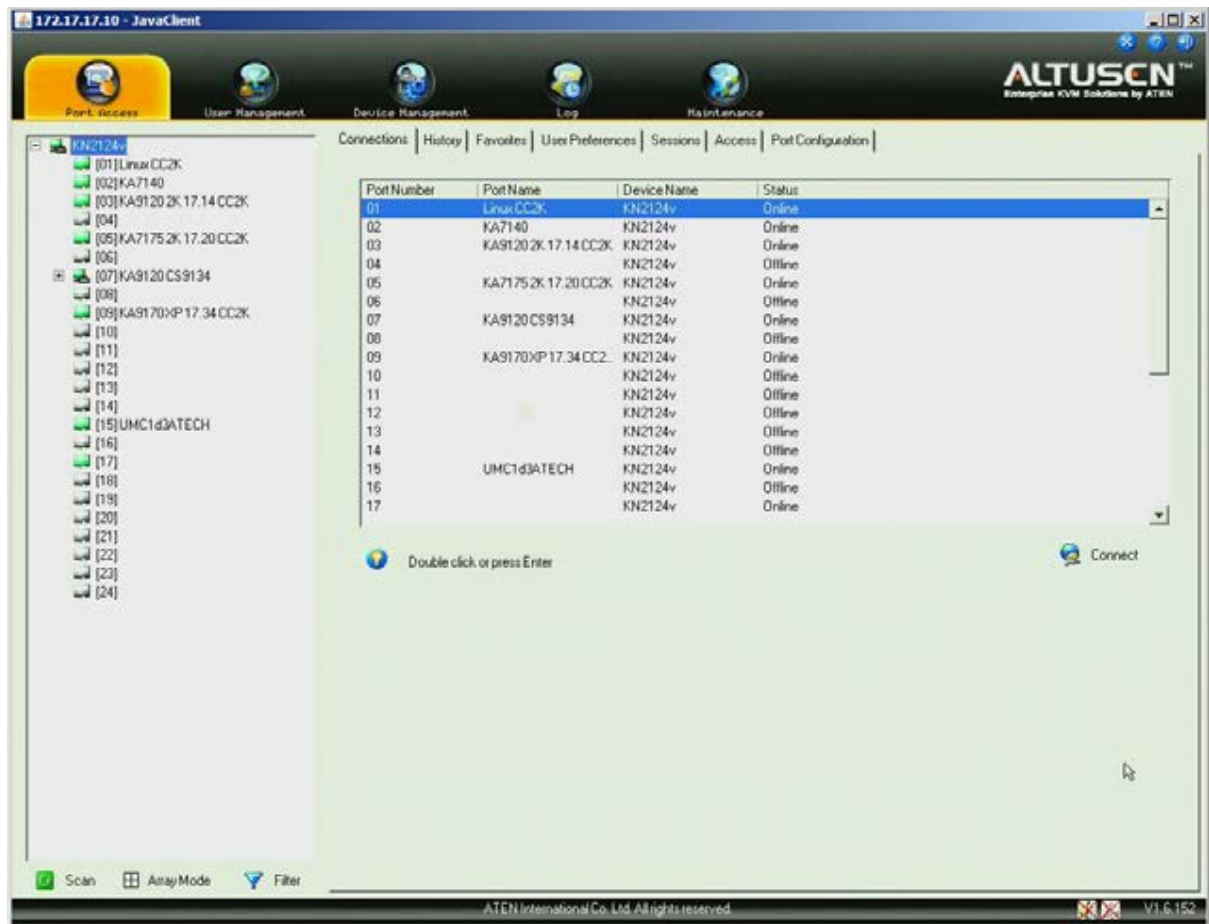 172.17.17.10 - JavaClient
Port Access
User Management
Device Management
Log
Maintenance
ALTUSEN™
Enterprise KVM Solutions by ATEN
KN2124v
[01]Linux CC2K
[02]KA7140
[03]KA9120 2K 17.14 CC2K
[04]
[05]KA7175 2K 17.20 CC2K
[06]
[07]KA9120 CS9134
[08]
[09]KA9170 XP 17.34 CC2K
[10]
[11]
[12]
[13]
[14]
[15]UMC1d3ATECH
[16]
[17]
[18]
[19]
[20]
[21]
[22]
[23]
[24]
Scan
Array Mode
Filter
Connections | History | Favorites | User Preferences | Sessions | Access | Port Configuration |
Port Number Port Name Device Name Status
01 Linux CC2K KN2124v Online
02 KA7140 KN2124v Online
03 KA9120 2K 17.14 CC2K KN2124v Online
04 KN2124v Offline
05 KA7175 2K 17.20 CC2K KN2124v Online
06 KN2124v Offline
07 KA9120 CS9134 KN2124v Online
08 KN2124v Offline
09 KA9170 XP 17.34 CC2... KN2124v Online
10 KN2124v Offline
11 KN2124v Offline
12 KN2124v Offline
13 KN2124v Offline
14 KN2124v Offline
15 UMC1d3ATECH KN2124v Online
16 KN2124v Offline
17 KN2124v Online
Double click or press Enter
Connect
ATEN International Co. Ltd. All rights reserved.
V1.6.152